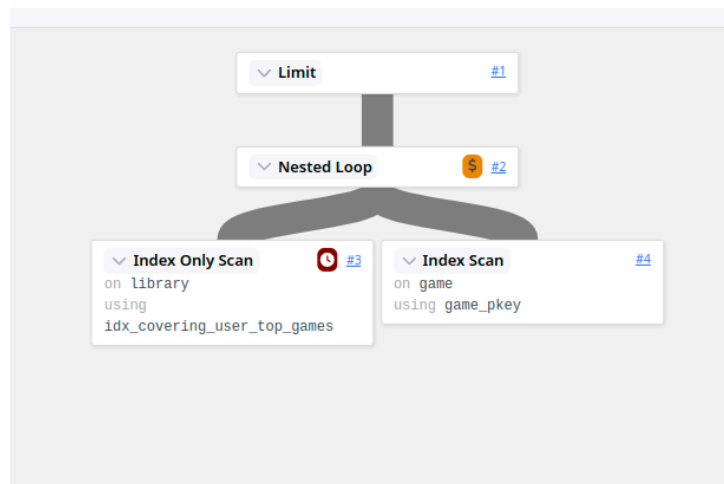 Limit #1
Nested Loop $ #2
Index Only Scan #3
on library
using
idx_covering_user_top_games
Index Scan #4
on game
using game_pkey